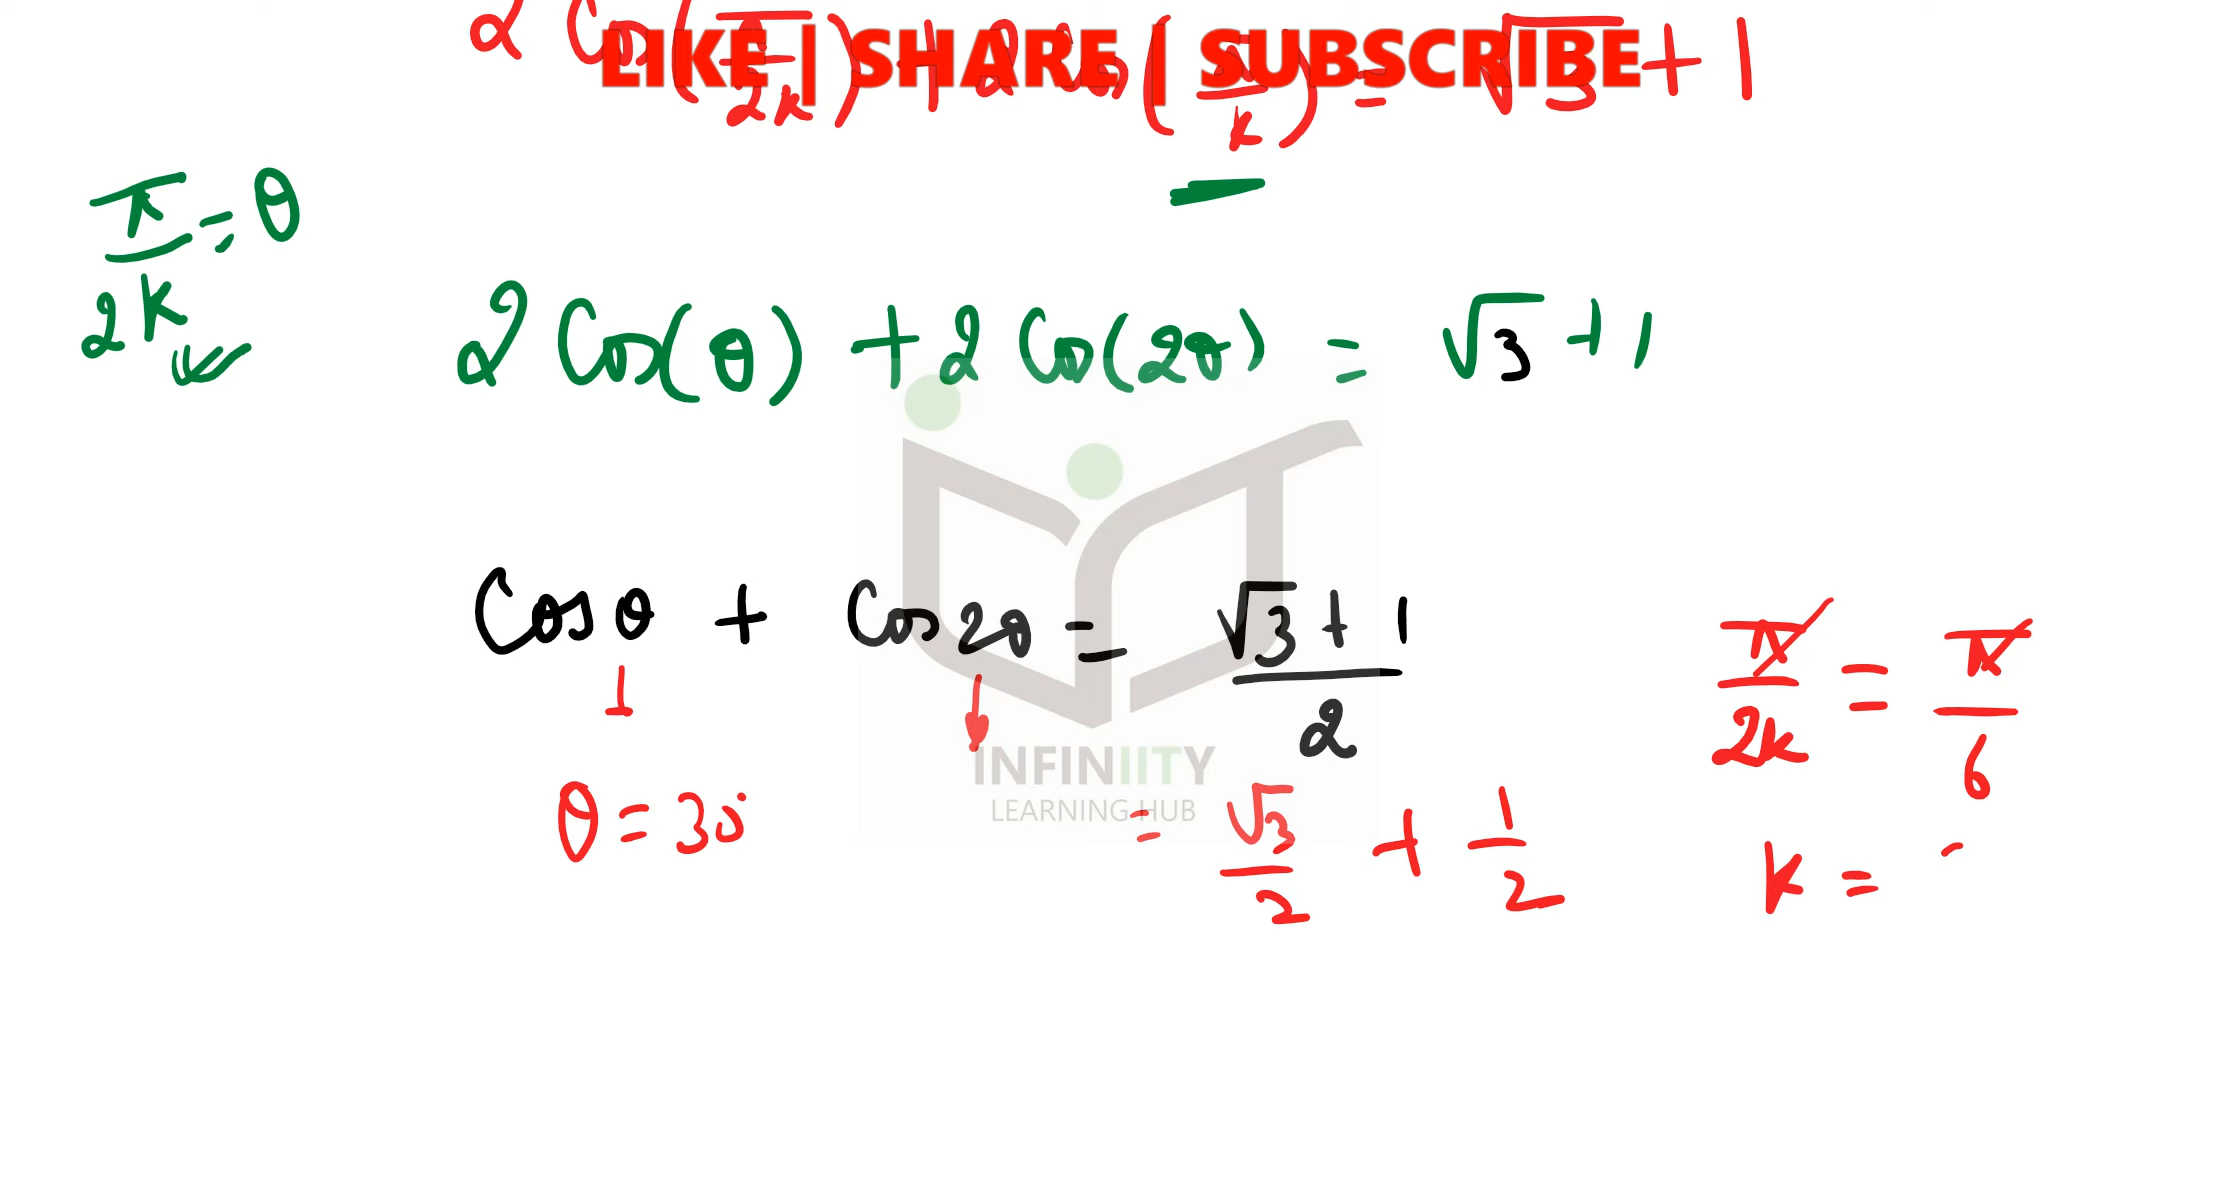 LIKE | SHARE | SUBSCRIBE
2 Cos(π/2k) + 2 Cos(π/k) = √3 + 1
π/2k = θ
2 Cos(θ) + 2 Cos(2θ) = √3 + 1
Cos θ + Cos 2θ = √3 + 1/2
π/2k = π/6
INFINIITY
LEARNING HUB
θ = 30°
= √3/2 + 1/2
k =